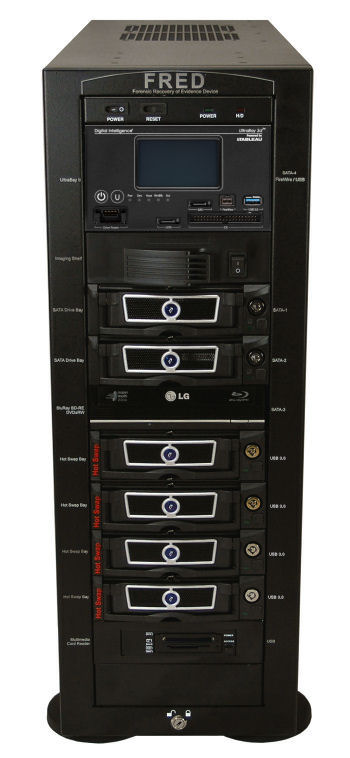 FRED
Forensic Recovery of Evidence Device
POWER
RESET
POWER
H/D
Digital Intelligence
UltraBay 3d
Powered by
TABLEAU
UltraBay II
SATA-4
FireWire / USB
Imaging Shelf
SATA Drive Bay
SATA-1
SATA Drive Bay
SATA-2
BluRay BD-RE
DVD±RW
LG
SATA-3
Hot Swap Bay
Hot Swap
USB 3.0
Hot Swap Bay
Hot Swap
USB 3.0
Hot Swap Bay
Hot Swap
USB 3.0
Hot Swap Bay
Hot Swap
USB 3.0
Multimedia
Card Reader
USB